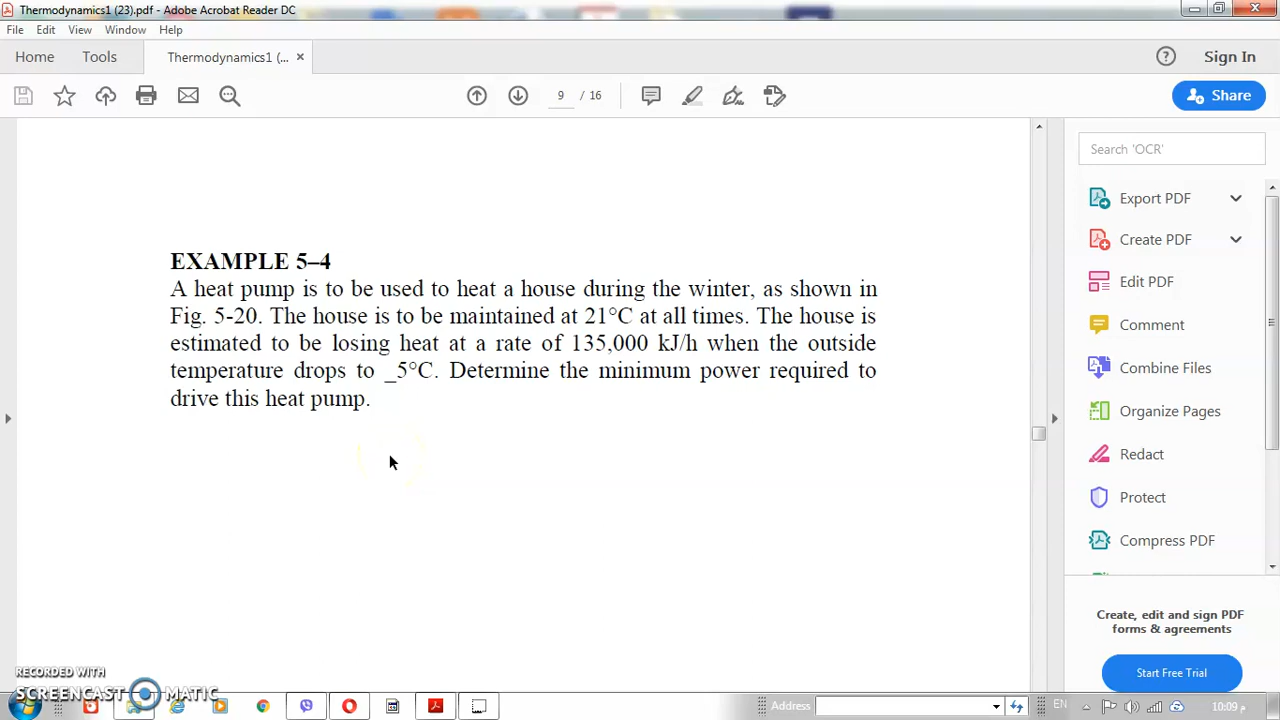 Thermodynamics1 (23).pdf - Adobe Acrobat Reader DC
File Edit View Window Help
Home Tools Thermodynamics1 (... × Sign In
9 / 16 Share
Search 'OCR'
Export PDF
Create PDF
Edit PDF
Comment
Combine Files
Organize Pages
Redact
Protect
Compress PDF
Create, edit and sign PDF
forms & agreements
Start Free Trial
EXAMPLE 5–4
A heat pump is to be used to heat a house during the winter, as shown in
Fig. 5-20. The house is to be maintained at 21°C at all times. The house is
estimated to be losing heat at a rate of 135,000 kJ/h when the outside
temperature drops to _5°C. Determine the minimum power required to
drive this heat pump.
RECORDED WITH
SCREENCAST MATIC
Address EN 10:09 م